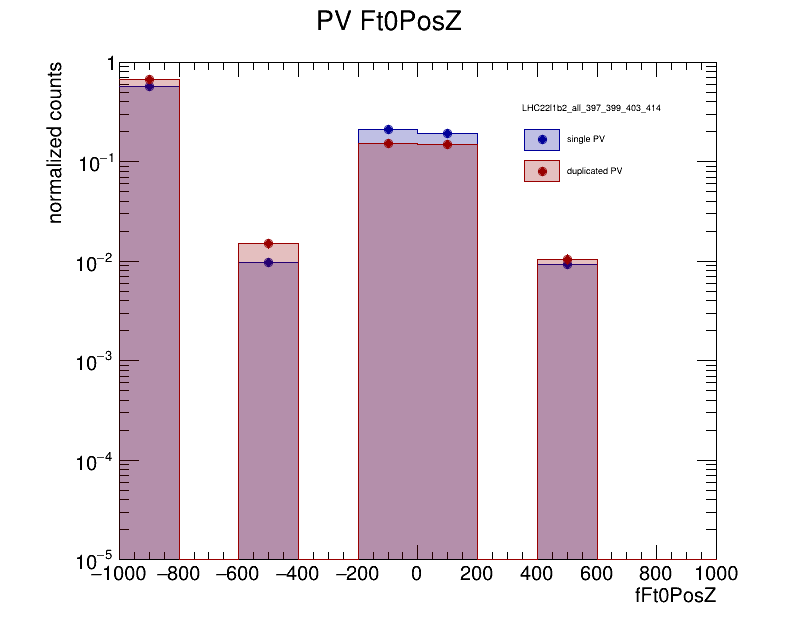 PV Ft0PosZ
normalized counts
1
10−1
10−2
10−3
10−4
10−5
LHC22l1b2_all_397_399_403_414
single PV
duplicated PV
−1000 −800 −600 −400 −200 0 200 400 600 800 1000
fFt0PosZ